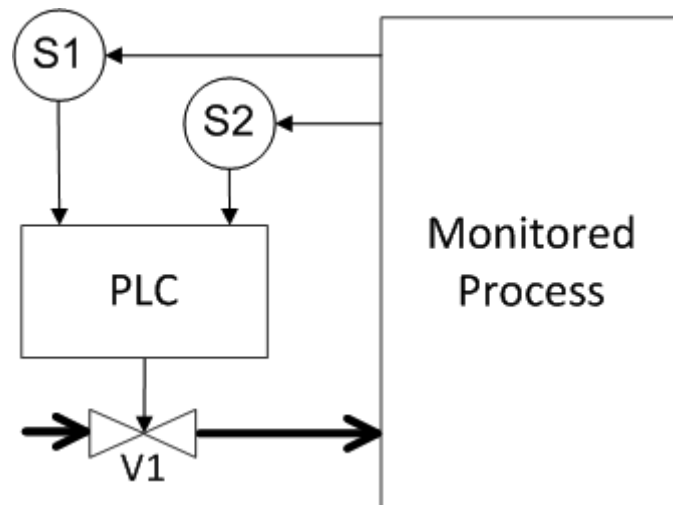 S1
S2
Monitored
Process
PLC
V1